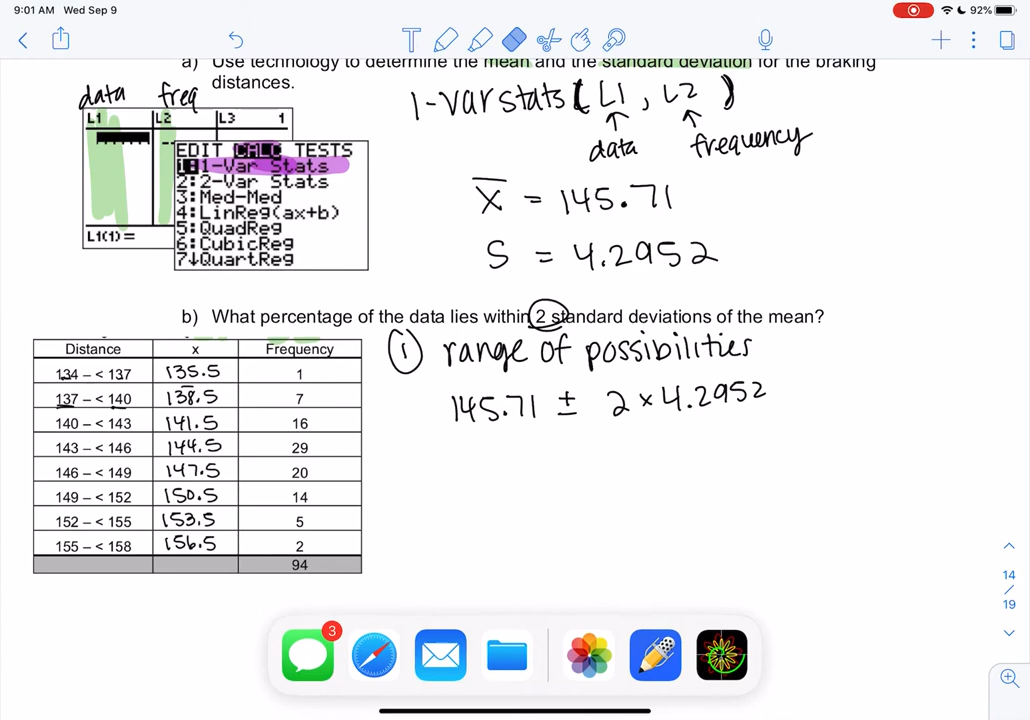 9:01 AM Wed Sep 9
92%
a) Use technology to determine the mean and the standard deviation for the braking
distances.
data freq
L1 L2 L3 1
L1(1)=
EDIT CALC TESTS
1:1-Var Stats
2:2-Var Stats
3:Med-Med
4:LinReg(ax+b)
5:QuadReg
6:CubicReg
7↓QuartReg
1-var stats ( L1 , L2 )
data frequency
x̅ = 145.71
S = 4.2952
b) What percentage of the data lies within 2 standard deviations of the mean?
Distance x Frequency
134 – < 137 135.5 1
137 – < 140 138.5 7
140 – < 143 141.5 16
143 – < 146 144.5 29
146 – < 149 147.5 20
149 – < 152 150.5 14
152 – < 155 153.5 5
155 – < 158 156.5 2
94
① range of possibilities
145.71 ± 2 × 4.2952
14
/
19
3